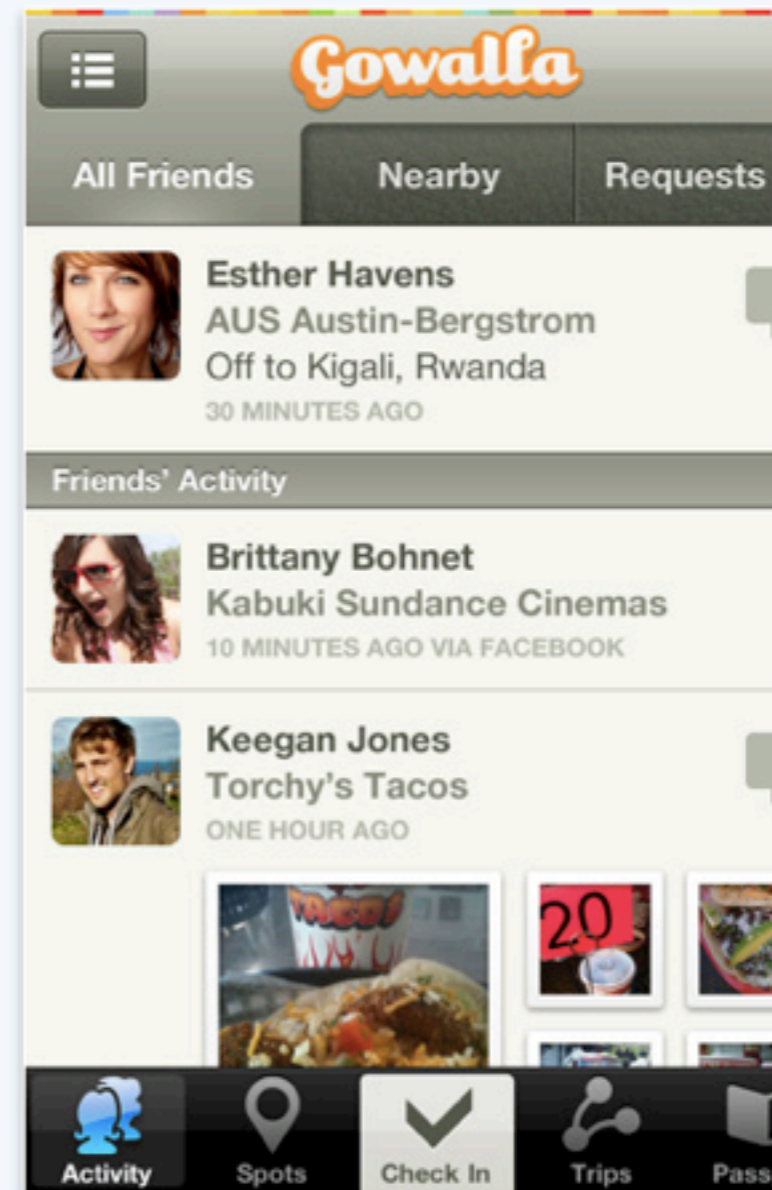 Gowalla
All Friends Nearby Requests
Esther Havens
AUS Austin-Bergstrom
Off to Kigali, Rwanda
30 MINUTES AGO
Friends' Activity
Brittany Bohnet
Kabuki Sundance Cinemas
10 MINUTES AGO VIA FACEBOOK
Keegan Jones
Torchy's Tacos
ONE HOUR AGO
TACOS
20
Activity Spots Check In Trips Pass